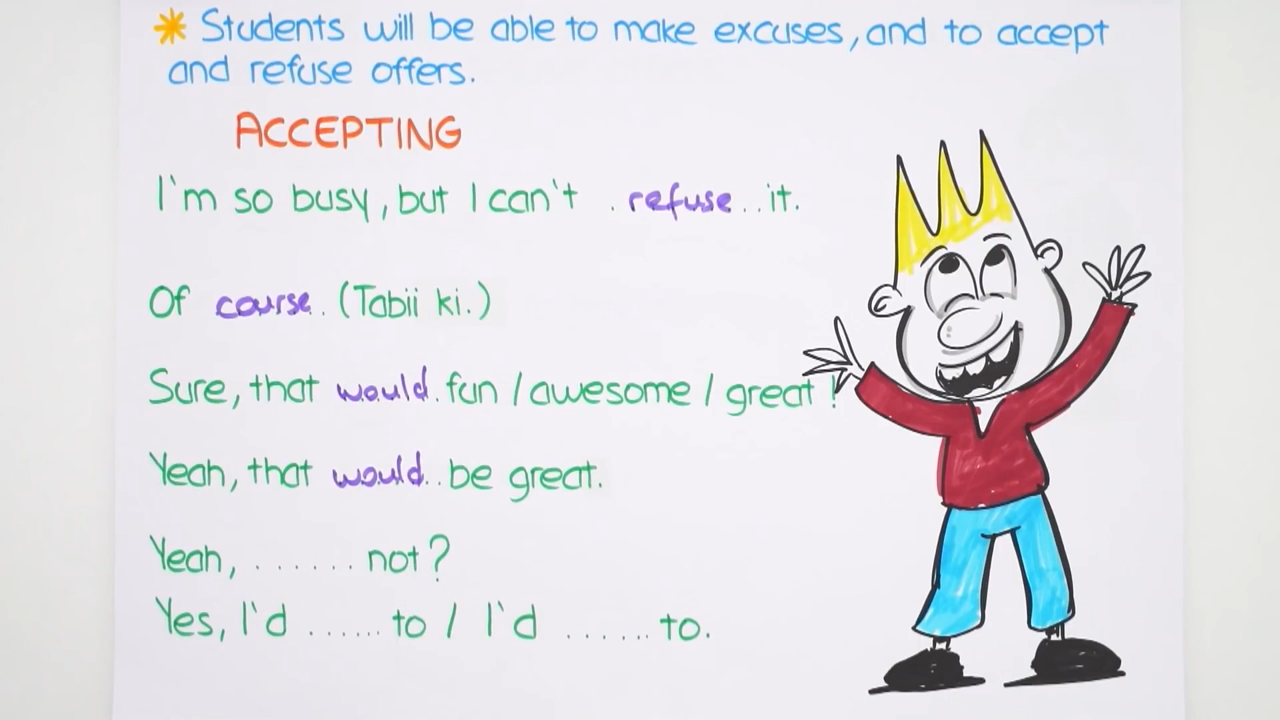 * Students will be able to make excuses, and to accept
and refuse offers.
ACCEPTING
I'm so busy, but I can't . refuse.. it.
Of course. (Tabii ki.)
Sure, that would. fun / awesome / great !
Yeah, that would.. be great.
Yeah, ...... not?
Yes, I'd ...... to / I'd ...... to.